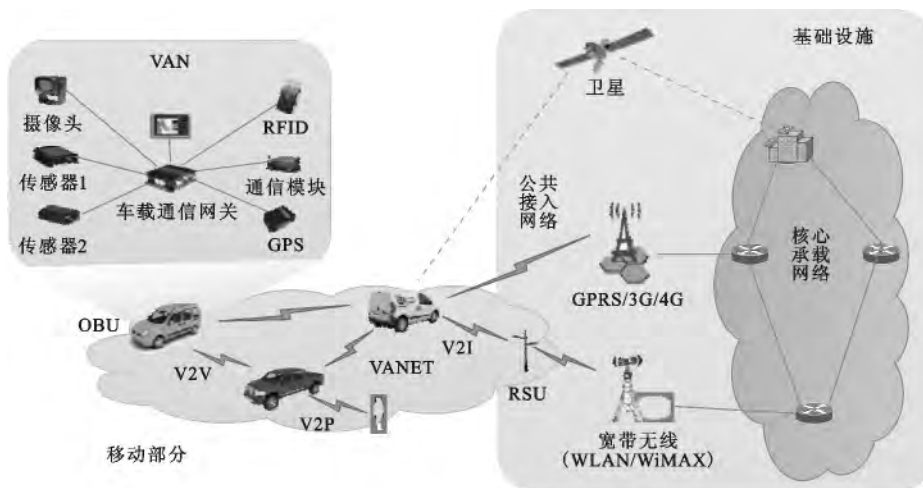 VAN
摄像头
RFID
传感器1
通信模块
车载通信网关
传感器2
GPS
基础设施
卫星
公共
接入
网络
核心
承载
网络
GPRS/3G/4G
OBU
V2V
VANET
V2I
RSU
V2P
移动部分
宽带无线
(WLAN/WiMAX)